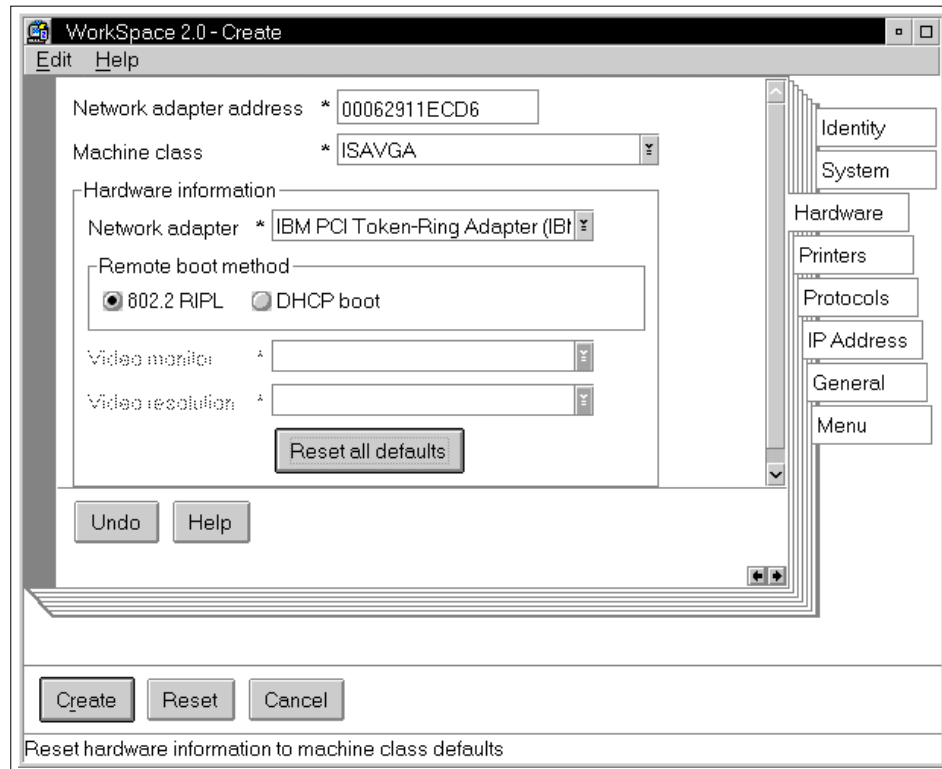 WorkSpace 2.0 - Create
Edit Help
Network adapter address * 00062911ECD6
Machine class * ISAVGA
Hardware information
Network adapter * IBM PCI Token-Ring Adapter (IBM
Remote boot method
802.2 RIPL DHCP boot
Video monitor *
Video resolution *
Reset all defaults
Undo Help
Identity
System
Hardware
Printers
Protocols
IP Address
General
Menu
Create Reset Cancel
Reset hardware information to machine class defaults